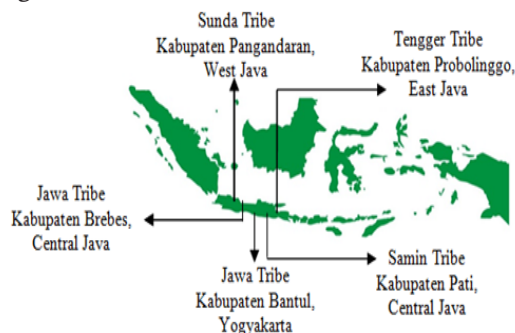 Sunda Tribe
Kabupaten Pangandaran,
West Java
Tengger Tribe
Kabupaten Probolinggo,
East Java
Jawa Tribe
Kabupaten Brebes,
Central Java
Jawa Tribe
Kabupaten Bantul,
Yogyakarta
Samin Tribe
Kabupaten Pati,
Central Java